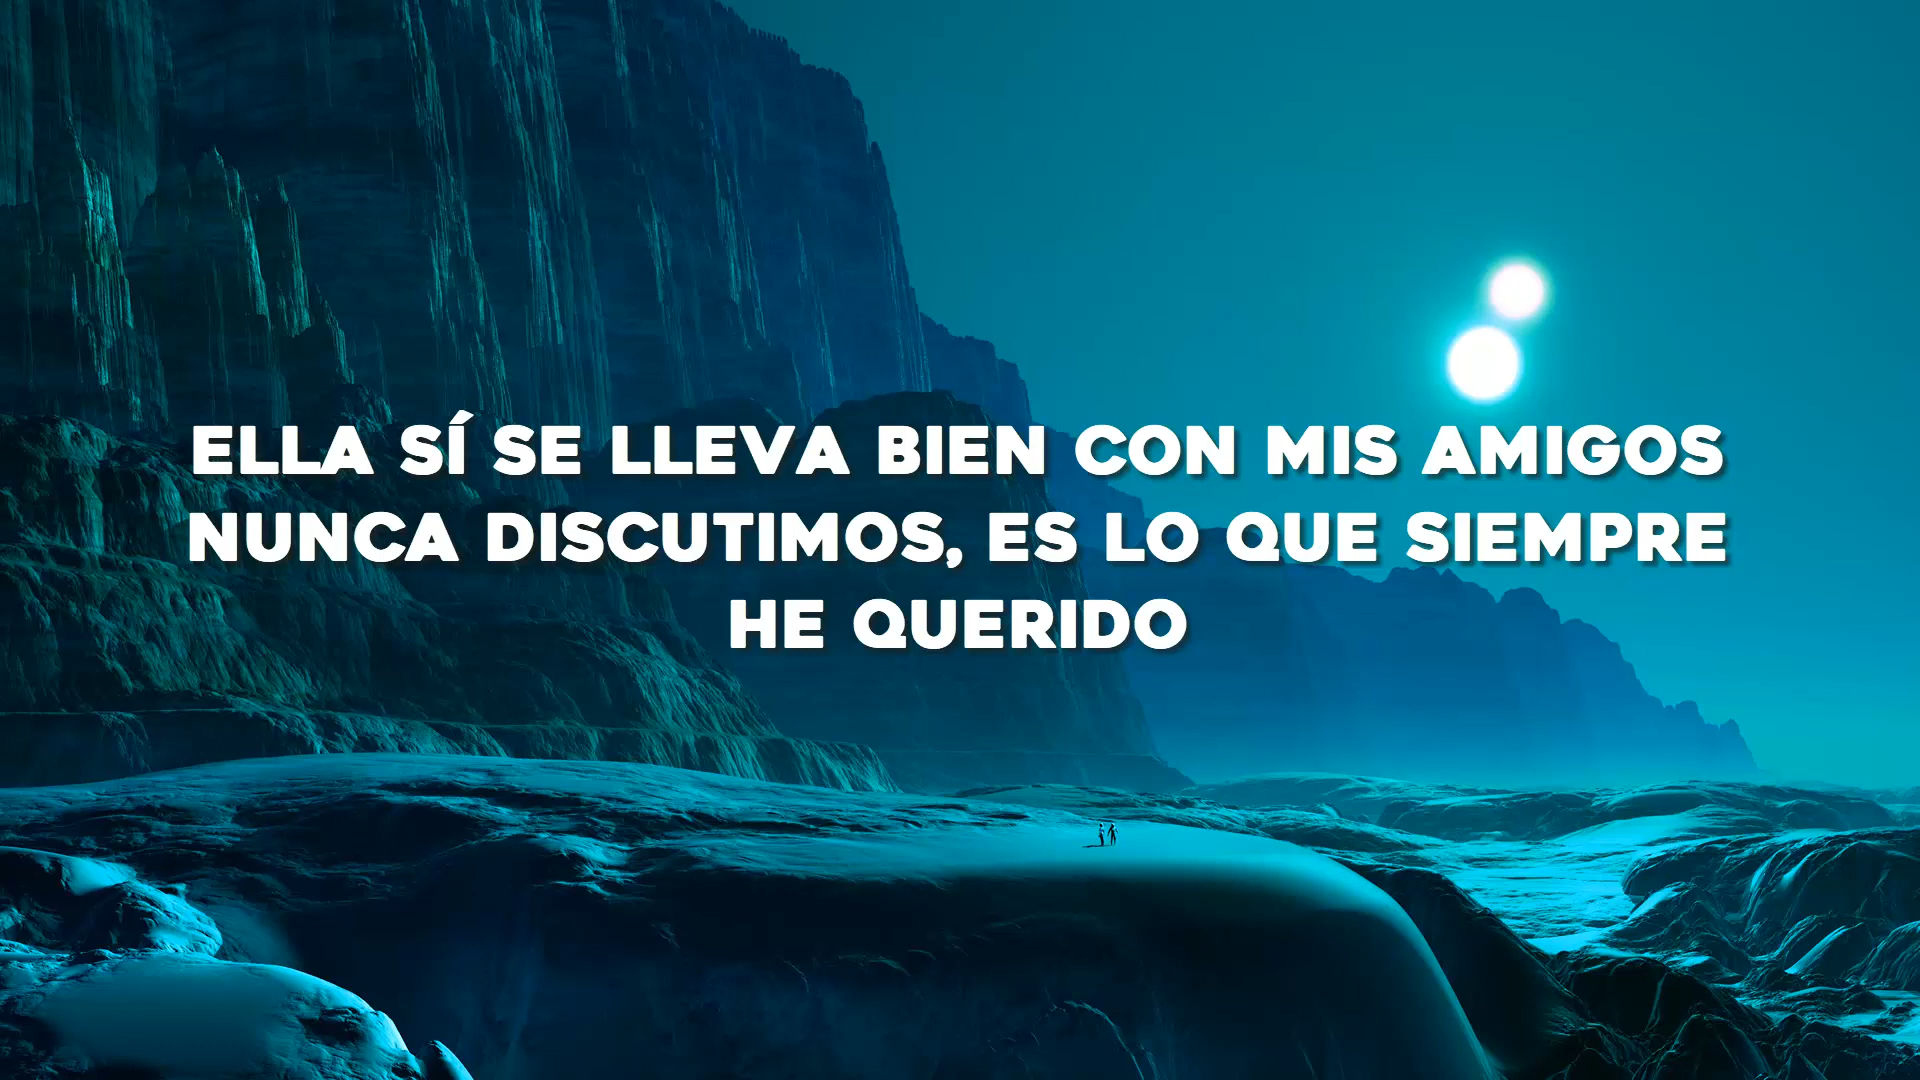 ELLA SÍ SE LLEVA BIEN CON MIS AMIGOS
NUNCA DISCUTIMOS, ES LO QUE SIEMPRE
HE QUERIDO